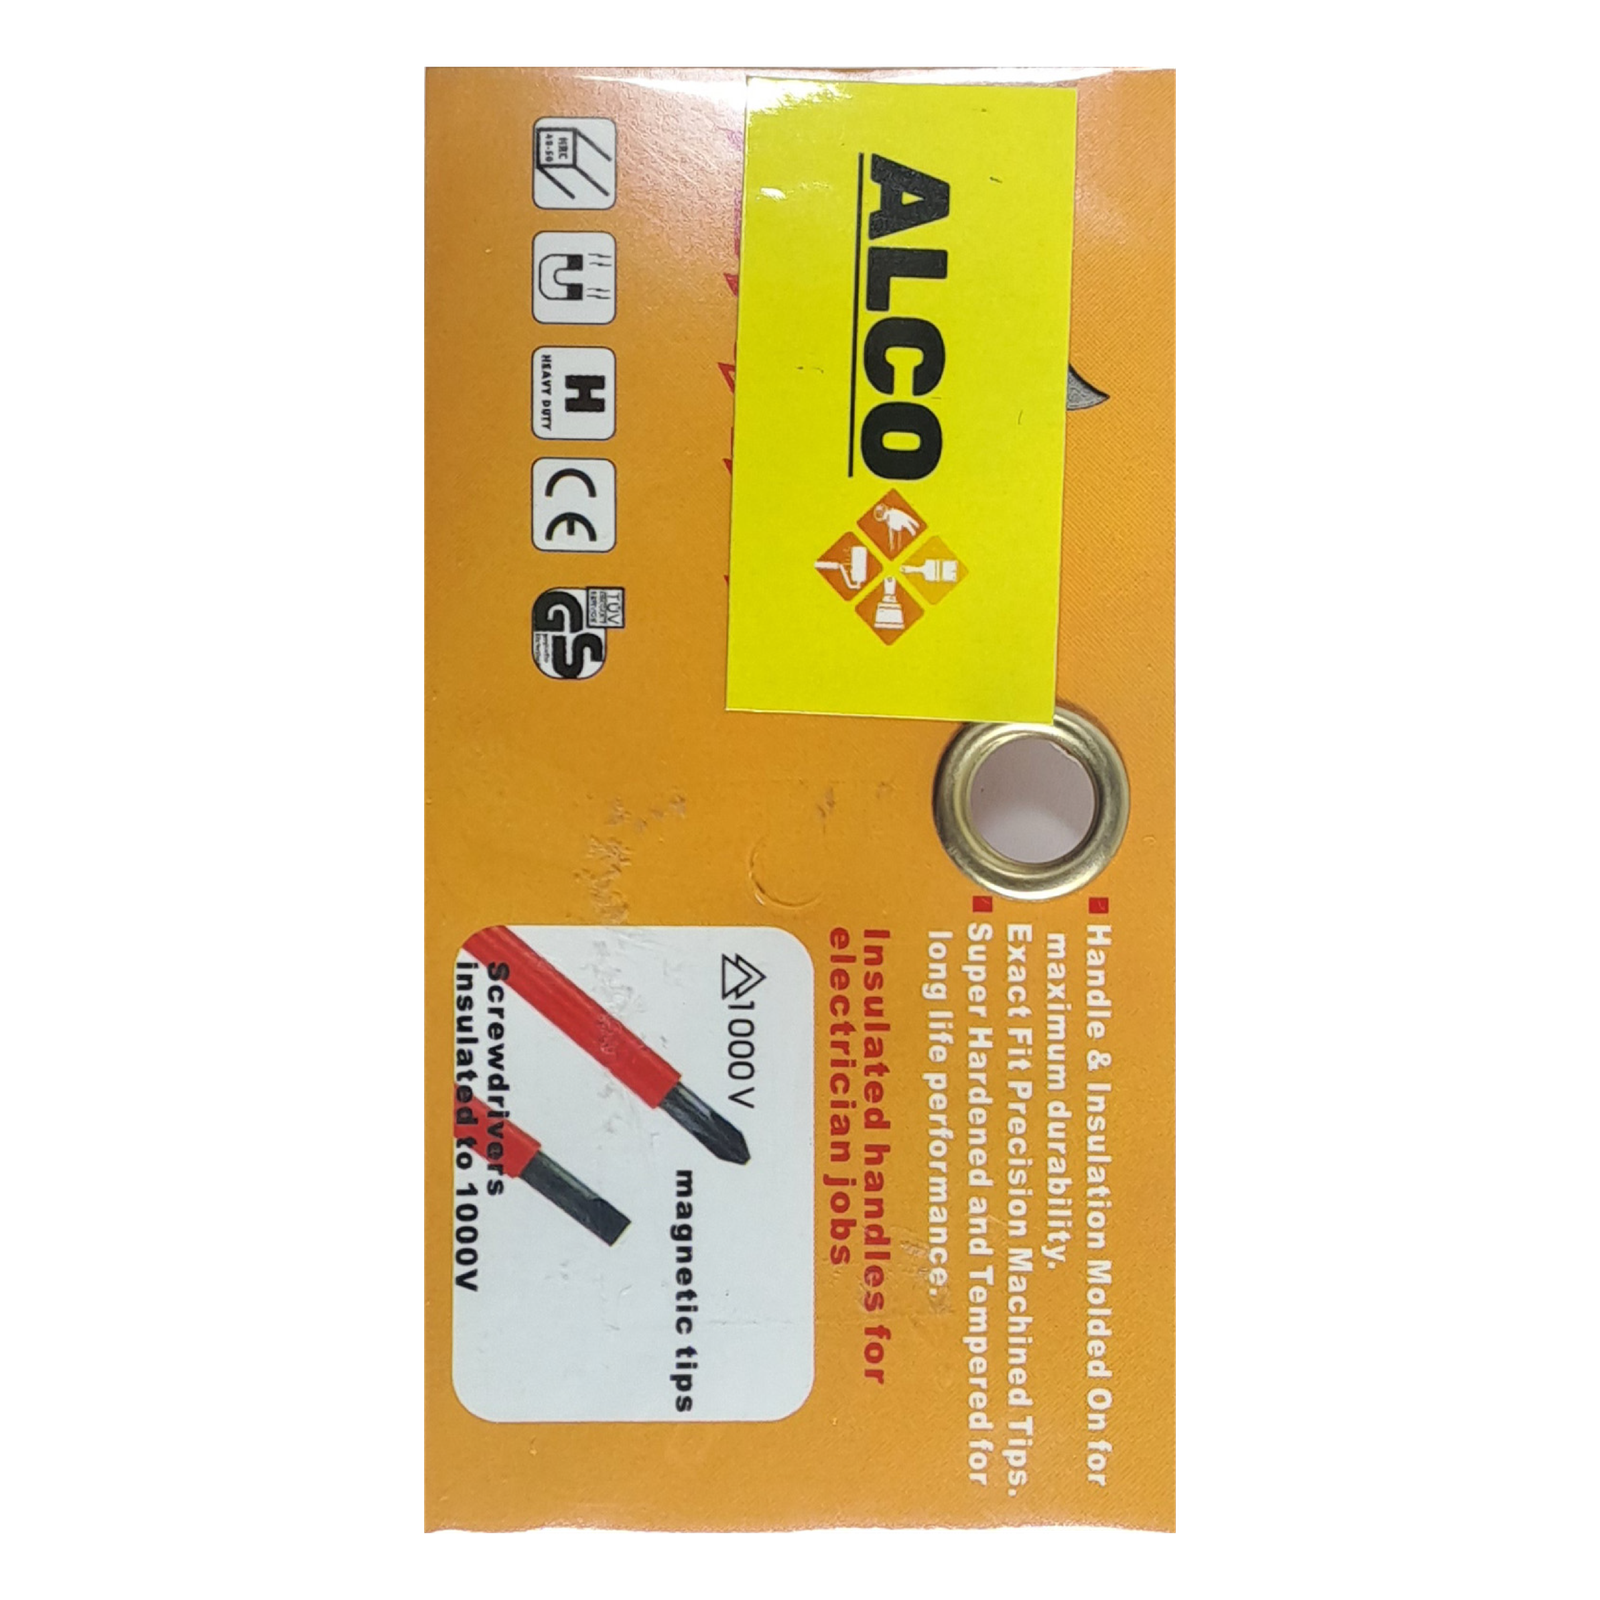 ALCO
HRC
48-50
H
HEAVY DUTY
CE
TÜV
GS
Handle & Insulation Molded On for
maximum durability.
Exact Fit Precision Machined Tips.
Super Hardened and Tempered for
long life performance.
Insulated handles for
electrician jobs
1000V
magnetic tips
Screwdrivers
insulated to 1000V